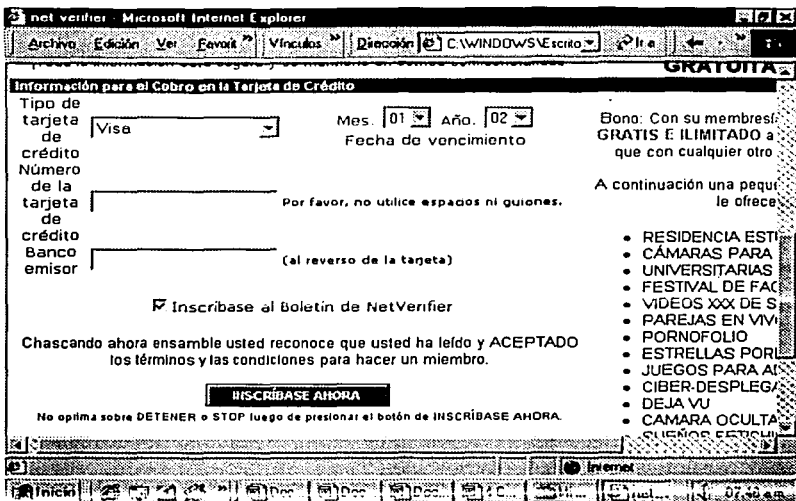 net verifier - Microsoft Internet Explorer
Archivo Edición Ver Favorit » Vínculos » Dirección C:\WINDOWS\Escrito Ir a »
GRATUITA
Información para el Cobro en la Tarjeta de Crédito
Tipo de tarjeta de crédito
Visa
Mes. 01 Año. 02
Fecha de vencimiento
Número de la tarjeta de crédito
Por favor, no utilice espacios ni guiones.
Banco emisor
(al reverso de la tarjeta)
Inscríbase al Boletín de NetVerifier
Chascando ahora ensamble usted reconoce que usted ha leído y ACEPTADO
los términos y las condiciones para hacer un miembro.
INSCRÍBASE AHORA
No oprima sobre DETENER o STOP luego de presionar el botón de INSCRÍBASE AHORA.
Bono: Con su membres
GRATIS E ILIMITADO a
que con cualquier otro
A continuación una pequ
le ofrece
RESIDENCIA EST
CÁMARAS PARA
UNIVERSITARIAS
FESTIVAL DE FAC
VIDEOS XXX DE S
PAREJAS EN VIV
PORNOFOLIO
ESTRELLAS POR
JUEGOS PARA A
CIBER-DESPLEGA
DEJA VU
CAMARA OCULTA
Internet
Inicio